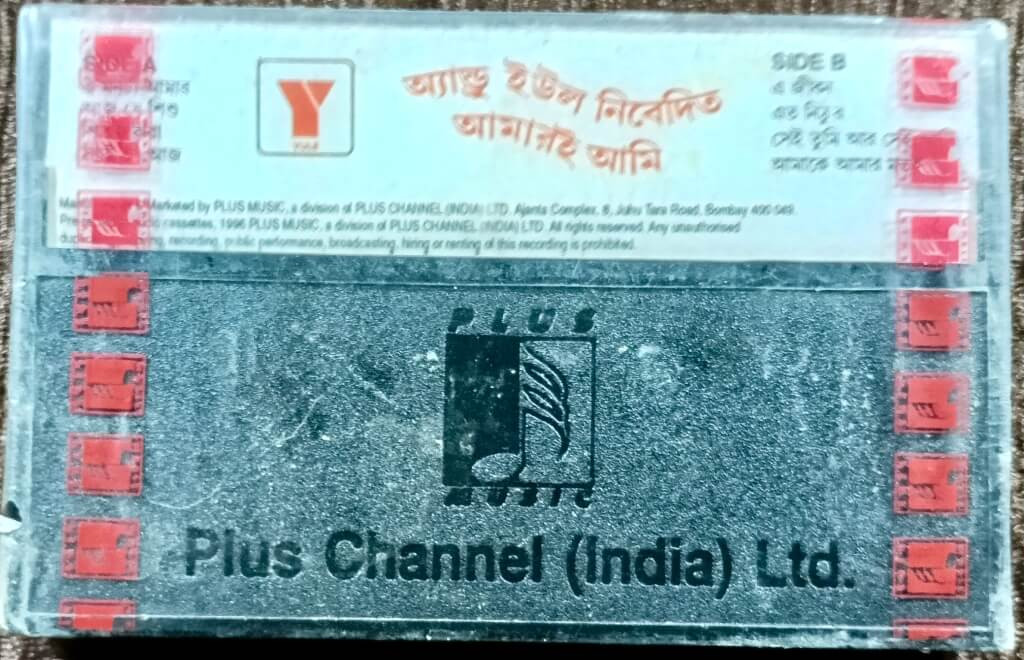 SIDE A
আমার
শিশু
আজ
Y
অ্যান্ড্রু ইউল নিবেদিত
আমারই আমি
SIDE B
এ জীবন
এত নিঠুর
সেই তুমি আর সেই
আমাকে আমার
Marketed by PLUS MUSIC, a division of PLUS CHANNEL (INDIA) LTD. Ajanta Complex, 8, Juhu Tara Road, Bombay 400 049.
cassettes, 1996 PLUS MUSIC, a division of PLUS CHANNEL (INDIA) LTD. All rights reserved. Any unauthorised
recording, public performance, broadcasting, hiring or renting of this recording is prohibited.
PLUS
MUSIC
Plus Channel (India) Ltd.